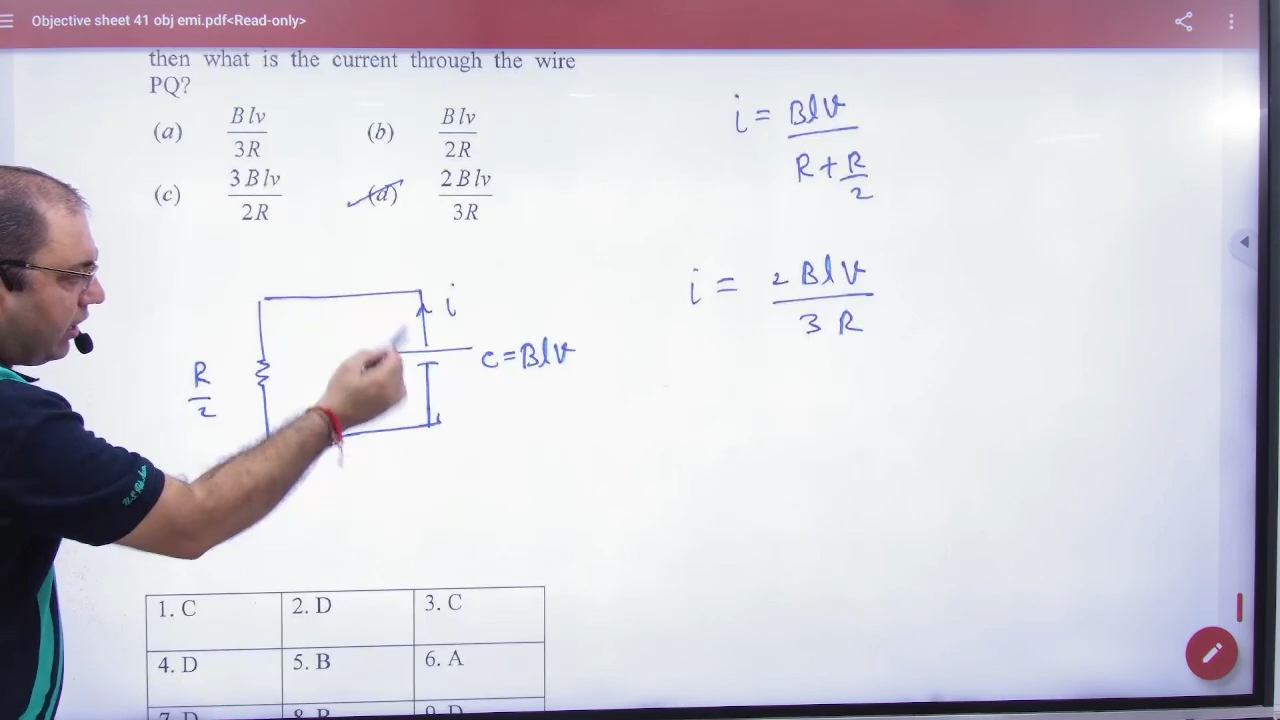 Objective sheet 41 obj emi.pdf<Read-only>
then what is the current through the wire
PQ?
(a) Blv/3R (b) Blv/2R
(c) 3Blv/2R (d) 2Blv/3R
i = Blv/(R + R/2)
i = 2Blv/3R
i
R/2
e = Blv
1. C 2. D 3. C
4. D 5. B 6. A